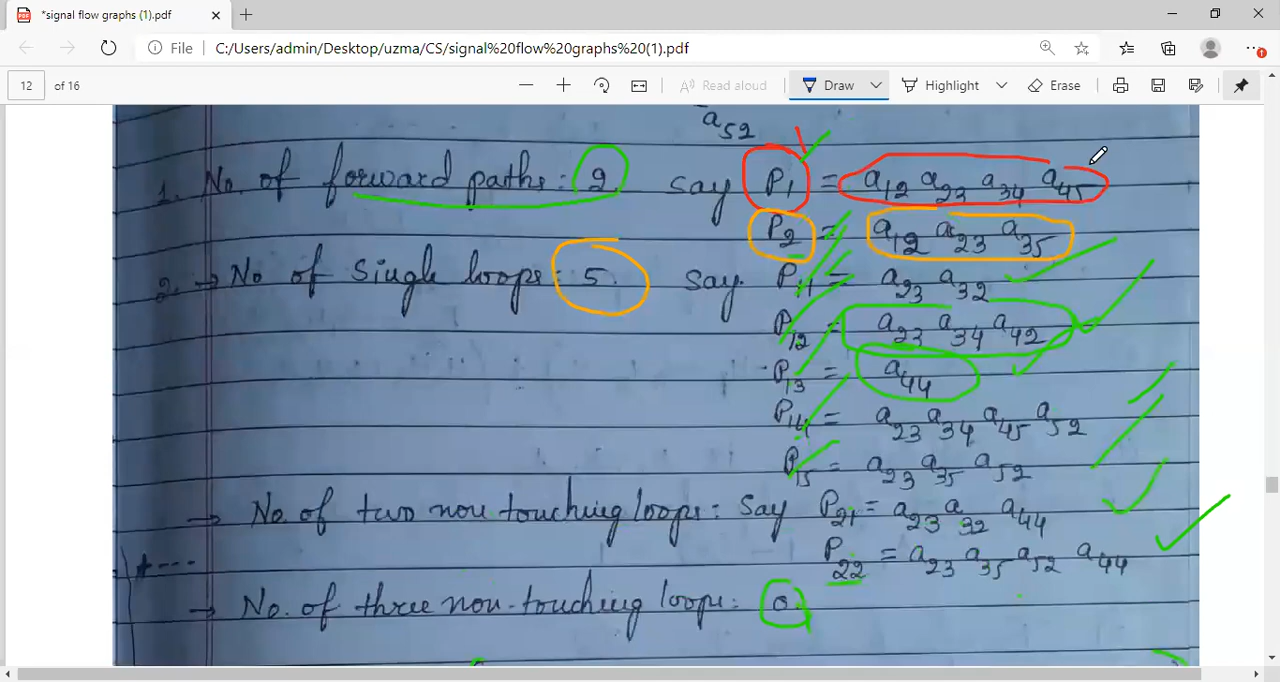 *signal flow graphs (1).pdf
File C:/Users/admin/Desktop/uzma/CS/signal%20flow%20graphs%20(1).pdf
12 of 16 Read aloud Draw Highlight Erase
a52
1. No. of forward paths: 2 say P1 = a12 a23 a34 a45
P2 = a12 a23 a35
2. → No of single loops: 5. say. P11 = a23 a32
P12 = a23 a34 a42
P13 = a44
P14 = a23 a34 a45 a52
P15 = a23 a35 a52
→ No. of two non touching loops: say P21 = a23 a32 a44
P22 = a23 a35 a52 a44
+---
→ No. of three non-touching loops: 0.